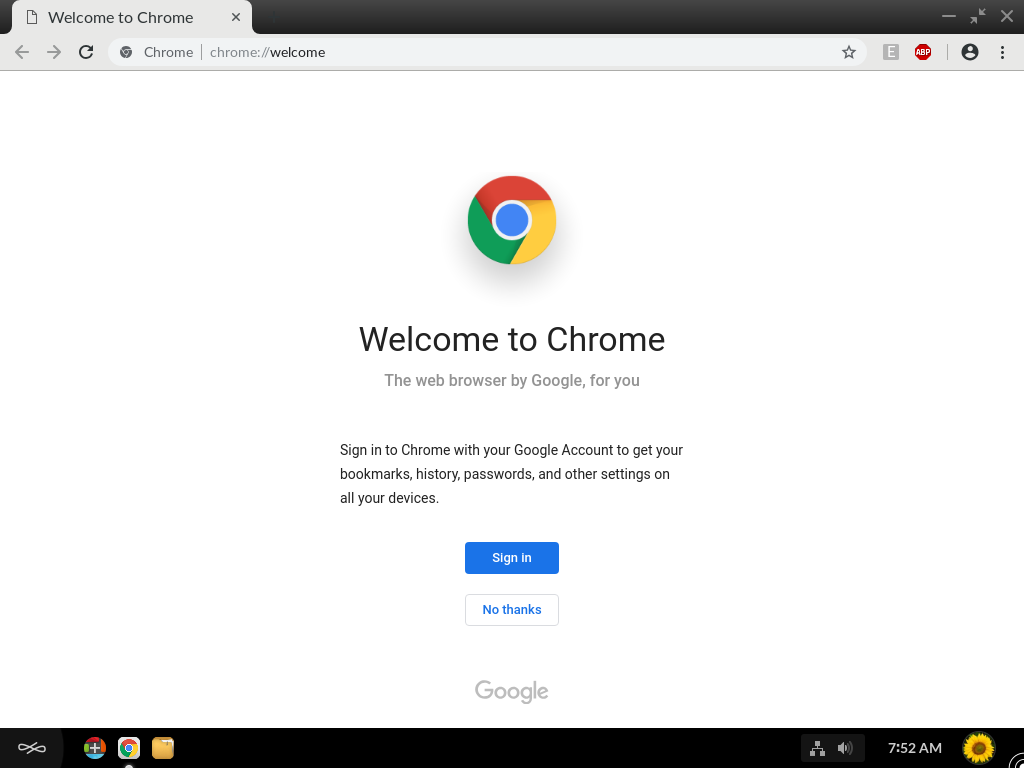 Welcome to Chrome
Chrome
chrome://welcome
E
ABP
Welcome to Chrome
The web browser by Google, for you
Sign in to Chrome with your Google Account to get your
bookmarks, history, passwords, and other settings on
all your devices.
Sign in
No thanks
Google
7:52 AM